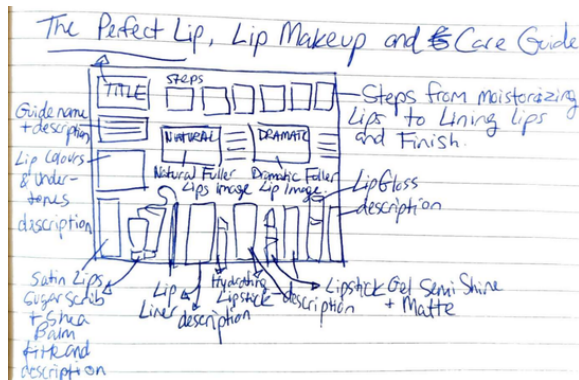 The Perfect Lip, Lip Makeup and Care Guide
TITLE
Steps
Steps from moistorizing
Lips to Lining lips
and Finish.
Guide name
+ description
NATURAL
DRAMATIC
Lip Colours
& under-
tones
description
Natural Fuller
Lips Image
Dramatic Fuller
Lip Image.
Lip Gloss
description
Satin Lips
Sugar Scrib
+ Shea
Balm
title and
description
Lip
Liner description
Hydrating
Lipstick description
Lipstick Gel Semi Shine
+ Matte